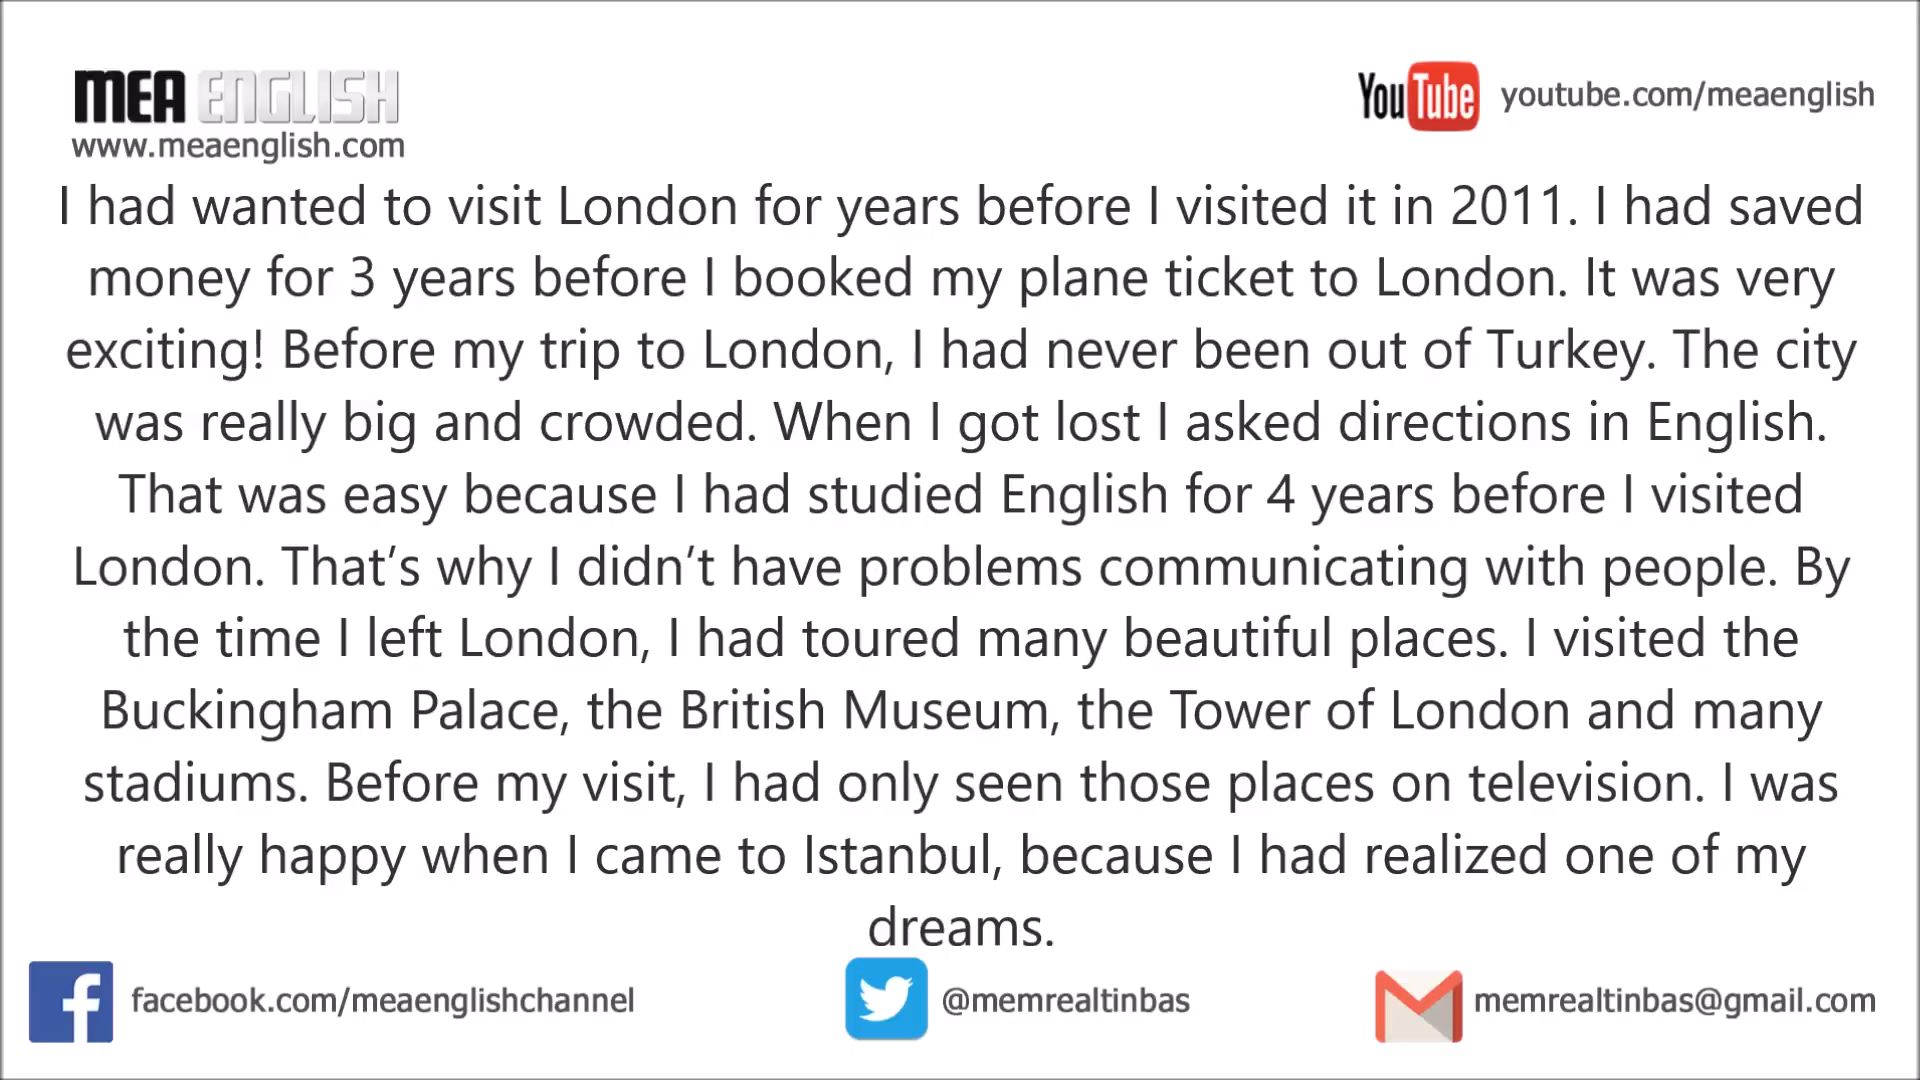 MEA ENGLISH
www.meaenglish.com
YouTube
youtube.com/meaenglish
I had wanted to visit London for years before I visited it in 2011. I had saved
money for 3 years before I booked my plane ticket to London. It was very
exciting! Before my trip to London, I had never been out of Turkey. The city
was really big and crowded. When I got lost I asked directions in English.
That was easy because I had studied English for 4 years before I visited
London. That’s why I didn’t have problems communicating with people. By
the time I left London, I had toured many beautiful places. I visited the
Buckingham Palace, the British Museum, the Tower of London and many
stadiums. Before my visit, I had only seen those places on television. I was
really happy when I came to Istanbul, because I had realized one of my
dreams.
facebook.com/meaenglishchannel
@memrealtinbas
memrealtinbas@gmail.com